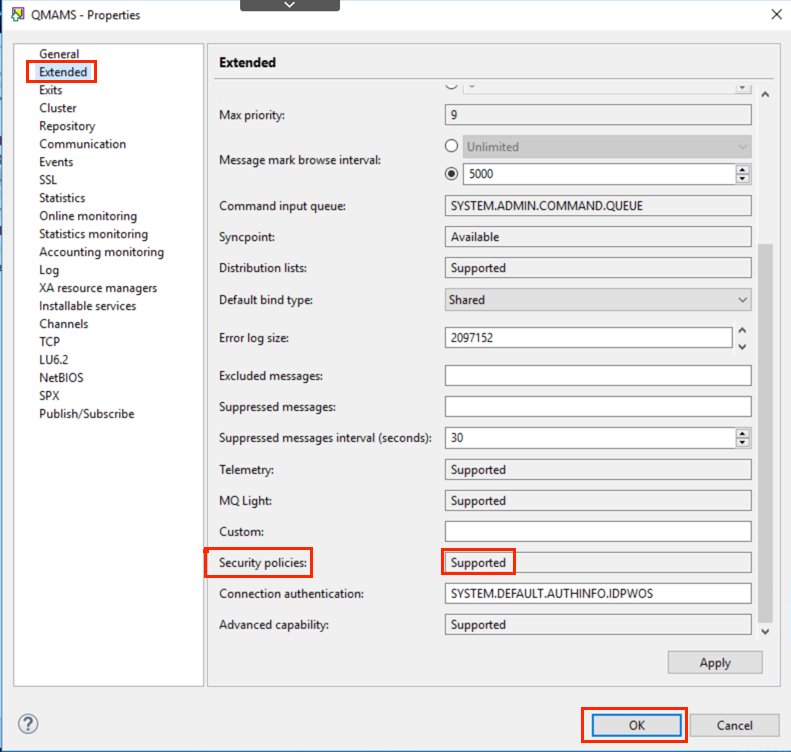 QMAMS - Properties
General
Extended
Exits
Cluster
Repository
Communication
Events
SSL
Statistics
Online monitoring
Statistics monitoring
Accounting monitoring
Log
XA resource managers
Installable services
Channels
TCP
LU6.2
NetBIOS
SPX
Publish/Subscribe
Extended
Max priority: 9
Message mark browse interval: Unlimited
5000
Command input queue: SYSTEM.ADMIN.COMMAND.QUEUE
Syncpoint: Available
Distribution lists: Supported
Default bind type: Shared
Error log size: 2097152
Excluded messages:
Suppressed messages:
Suppressed messages interval (seconds): 30
Telemetry: Supported
MQ Light: Supported
Custom:
Security policies: Supported
Connection authentication: SYSTEM.DEFAULT.AUTHINFO.IDPWOS
Advanced capability: Supported
Apply
? OK Cancel